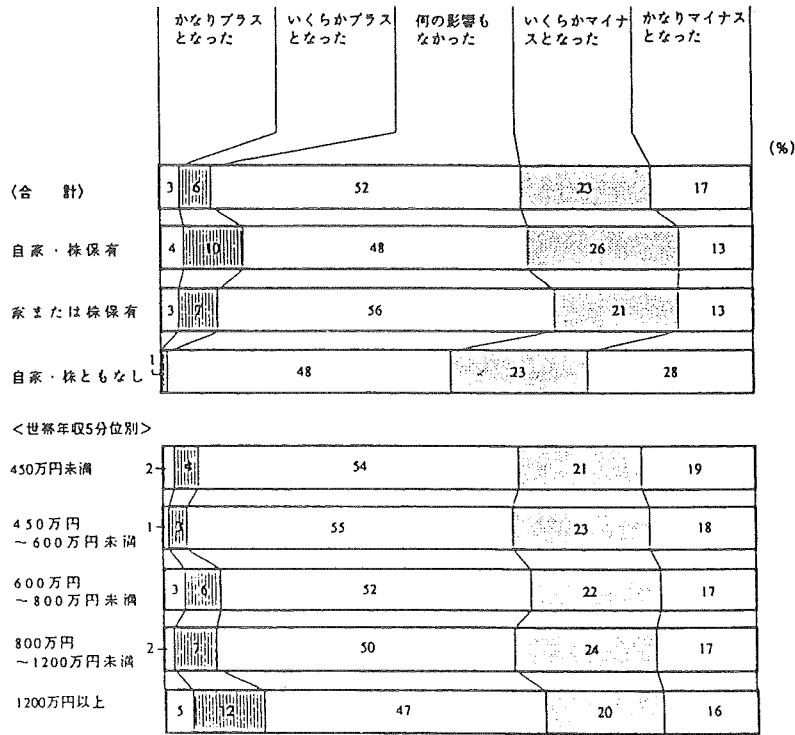 かなりプラス
となった
いくらかプラス
となった
何の影響も
なかった
いくらかマイナ
スとなった
かなりマイナス
となった
(%)
〈合 計〉 3 6 52 23 17
自家・株保有 4 10 48 26 13
家または株保有 3 7 56 21 13
自家・株ともなし 1 48 23 28
<世帯年収5分位別>
450万円未満 2 4 54 21 19
450万円
～600万円未満 1 3 55 23 18
600万円
～800万円未満 3 6 52 22 17
800万円
～1200万円未満 2 7 50 24 17
1200万円以上 5 12 47 20 16